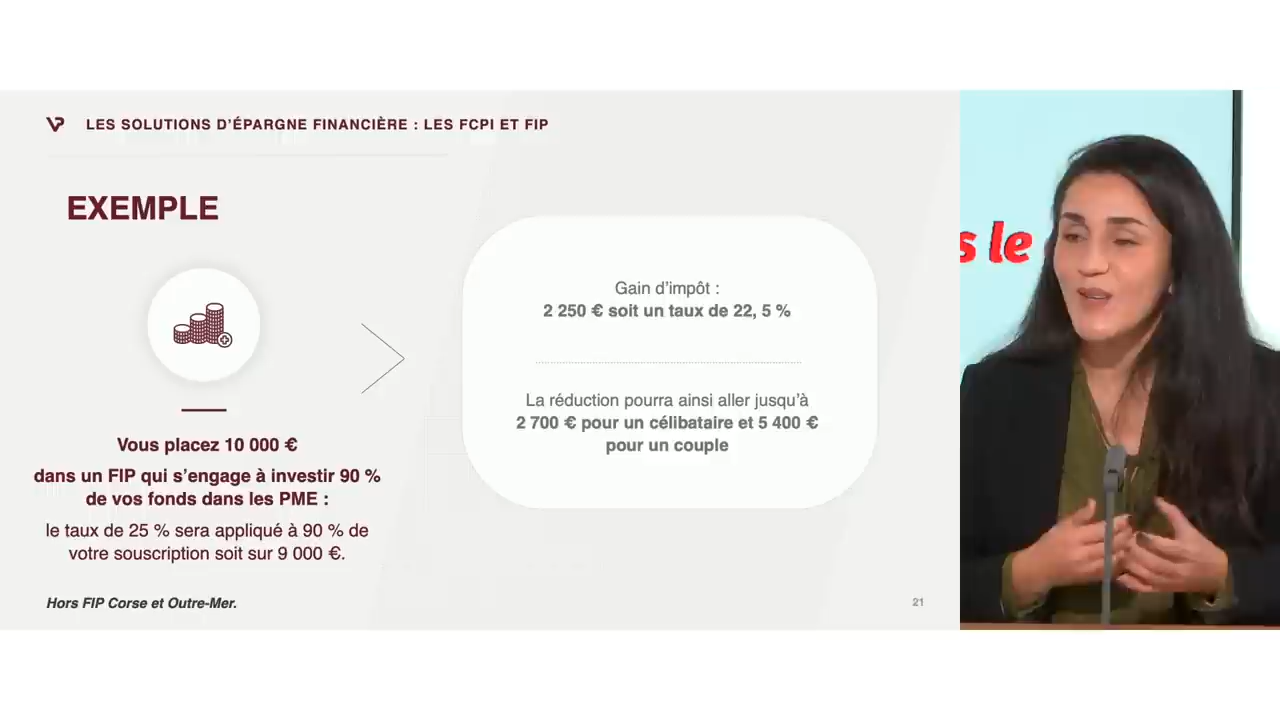 LES SOLUTIONS D'ÉPARGNE FINANCIÈRE : LES FCPI ET FIP
EXEMPLE
Vous placez 10 000 €
dans un FIP qui s'engage à investir 90 %
de vos fonds dans les PME :
le taux de 25 % sera appliqué à 90 % de
votre souscription soit sur 9 000 €.
Hors FIP Corse et Outre-Mer.
Gain d'impôt :
2 250 € soit un taux de 22, 5 %
La réduction pourra ainsi aller jusqu'à
2 700 € pour un célibataire et 5 400 €
pour un couple
21
s le